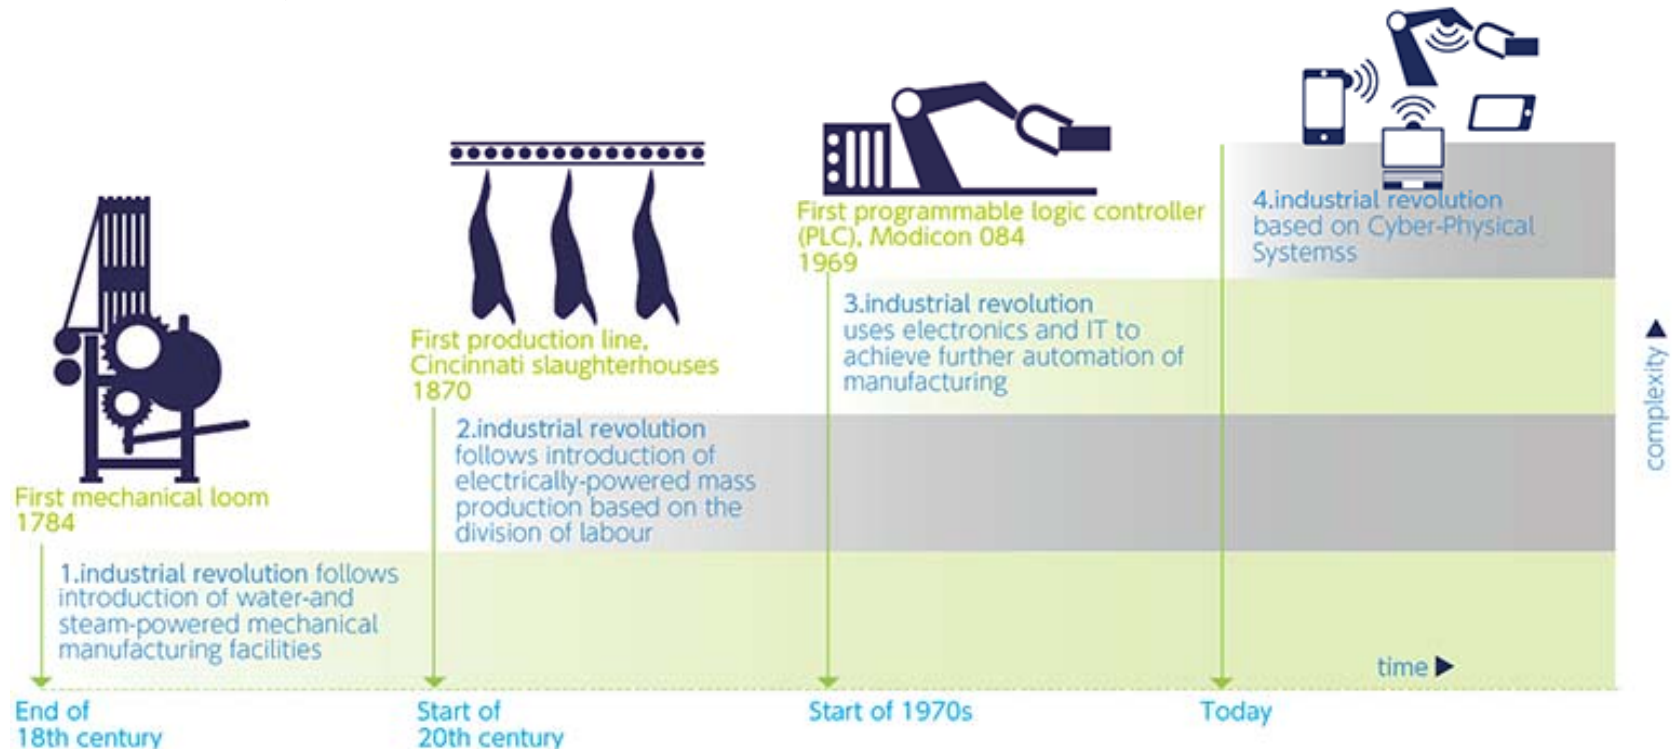 First mechanical loom
1784
1.industrial revolution follows
introduction of water-and
steam-powered mechanical
manufacturing facilities
End of
18th century
First production line,
Cincinnati slaughterhouses
1870
2.industrial revolution
follows introduction of
electrically-powered mass
production based on the
division of labour
Start of
20th century
First programmable logic controller
(PLC), Modicon 084
1969
3.industrial revolution
uses electronics and IT to
achieve further automation of
manufacturing
Start of 1970s
4.industrial revolution
based on Cyber-Physical
Systemss
Today
time
complexity